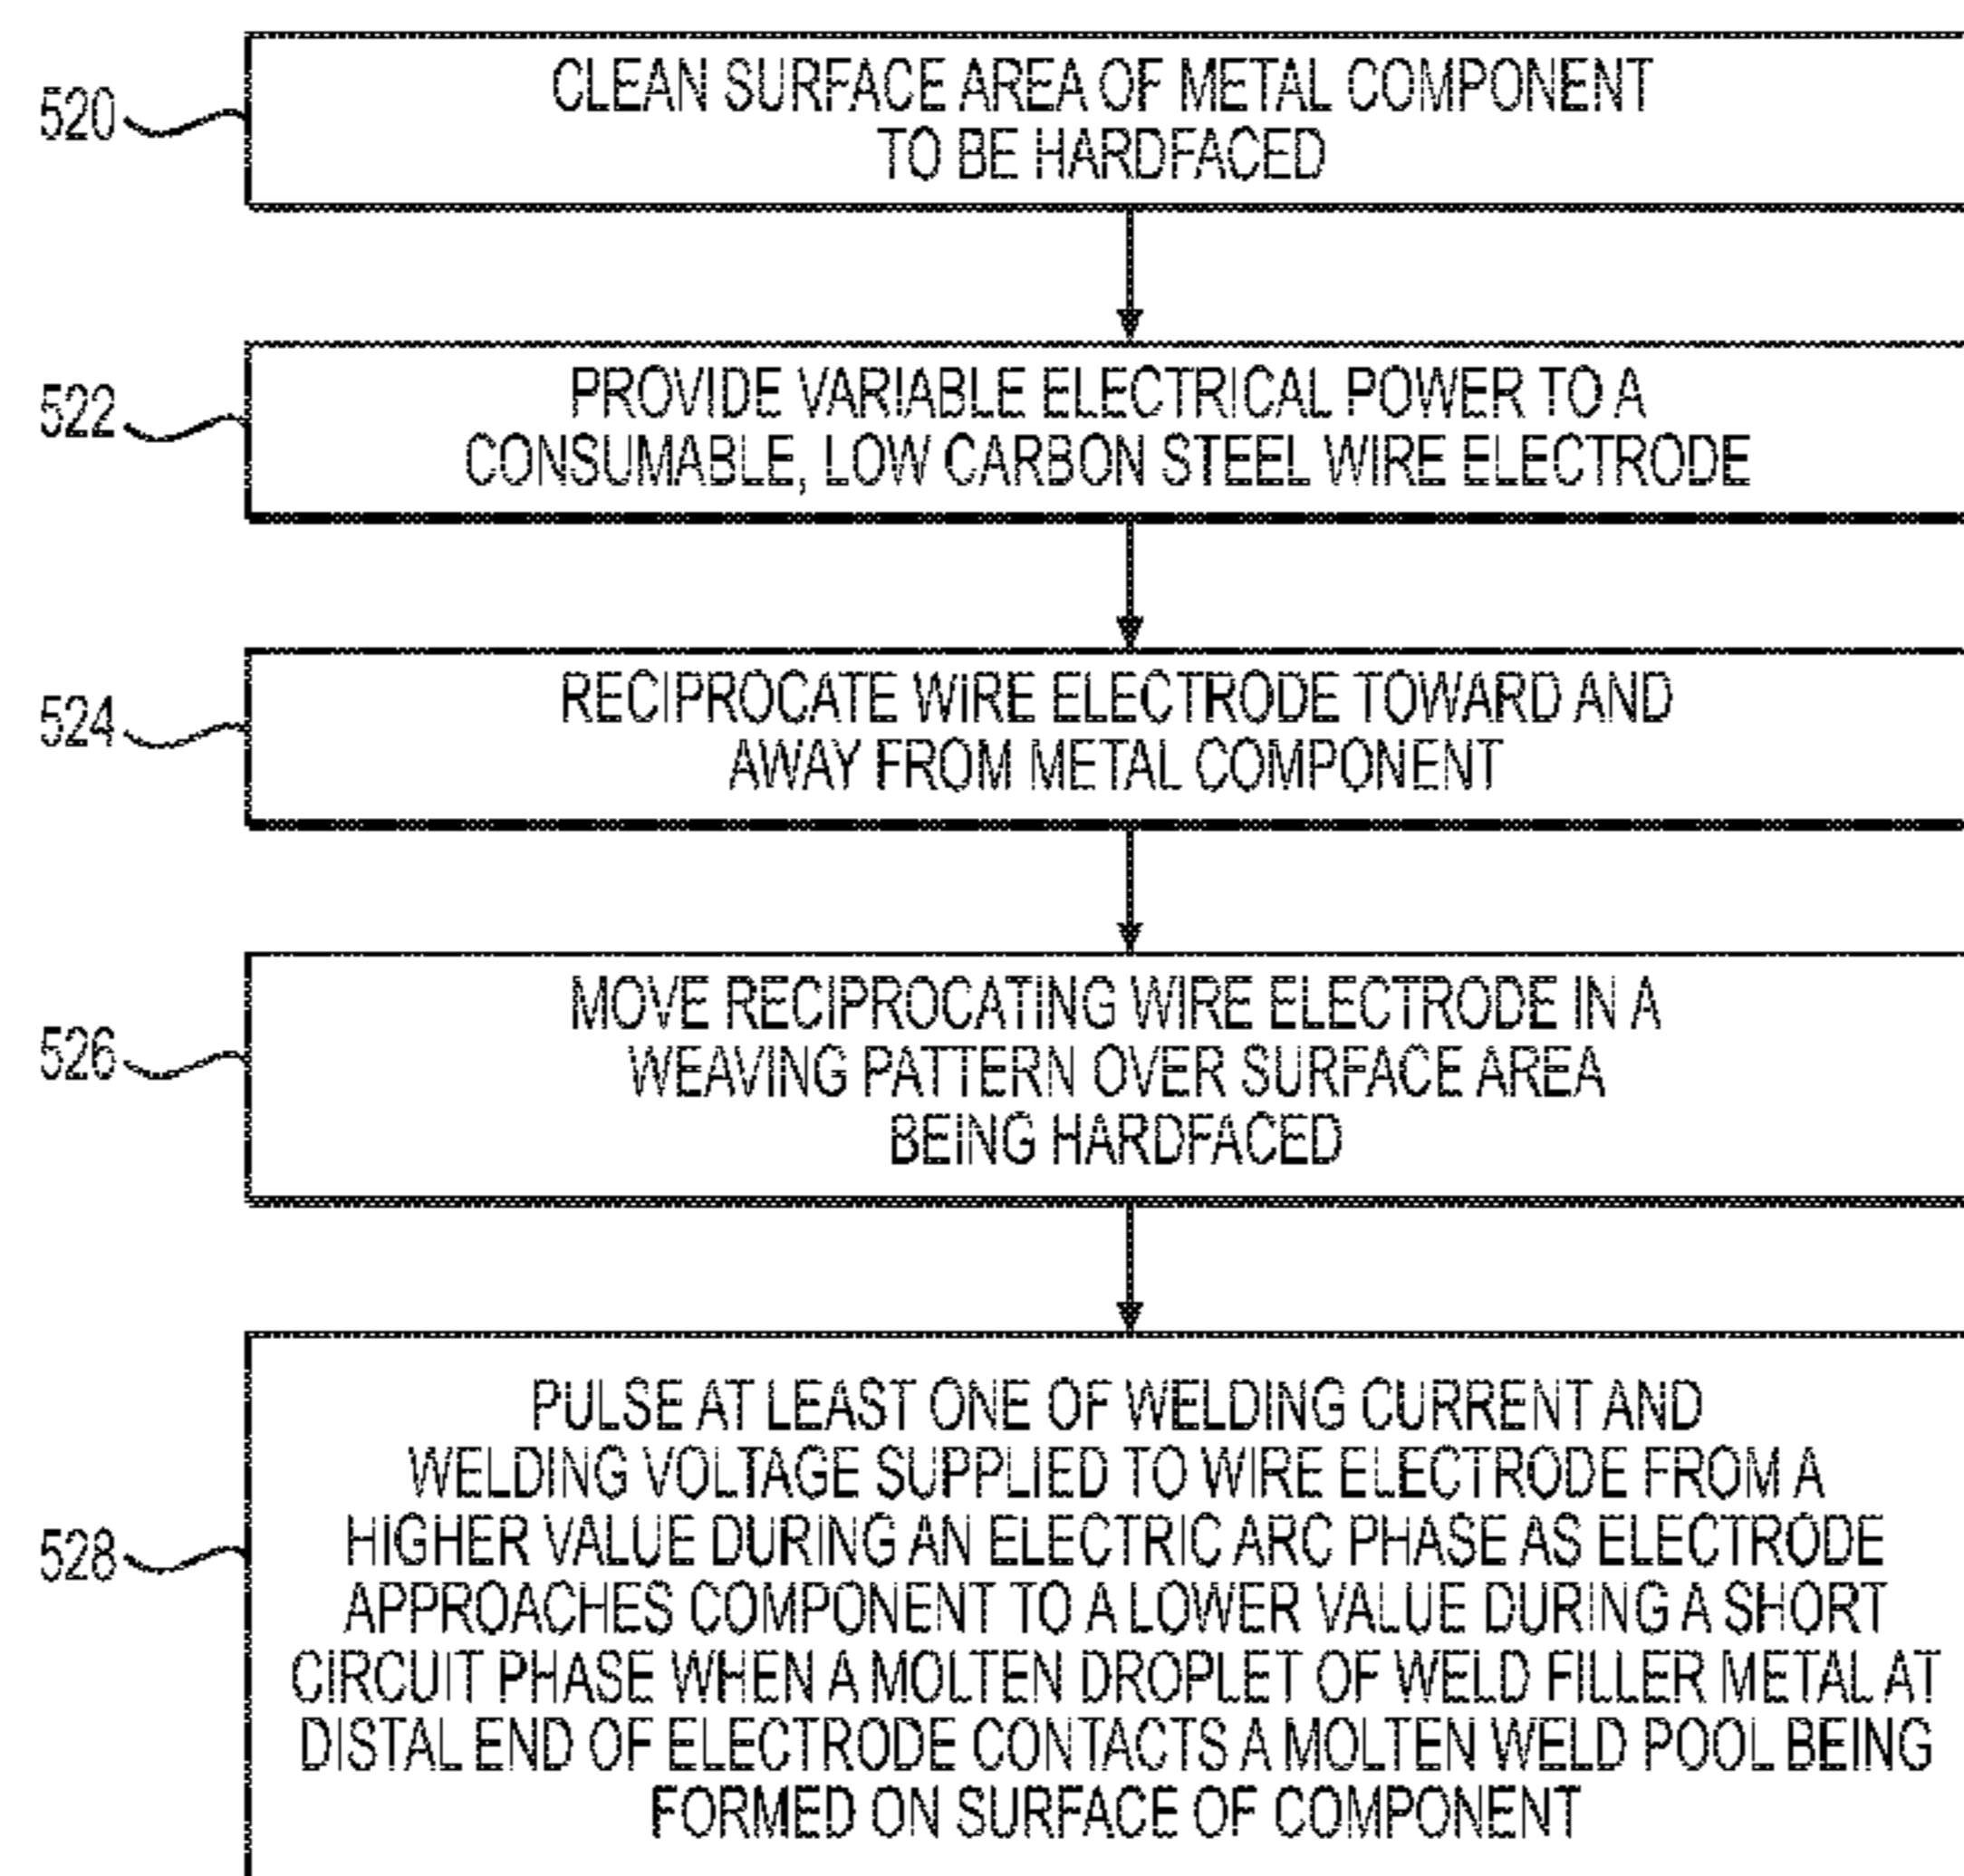 520
CLEAN SURFACE AREA OF METAL COMPONENT
TO BE HARDFACED
522
PROVIDE VARIABLE ELECTRICAL POWER TO A
CONSUMABLE, LOW CARBON STEEL WIRE ELECTRODE
524
RECIPROCATE WIRE ELECTRODE TOWARD AND
AWAY FROM METAL COMPONENT
526
MOVE RECIPROCATING WIRE ELECTRODE IN A
WEAVING PATTERN OVER SURFACE AREA
BEING HARDFACED
528
PULSE AT LEAST ONE OF WELDING CURRENT AND
WELDING VOLTAGE SUPPLIED TO WIRE ELECTRODE FROM A
HIGHER VALUE DURING AN ELECTRIC ARC PHASE AS ELECTRODE
APPROACHES COMPONENT TO A LOWER VALUE DURING A SHORT
CIRCUIT PHASE WHEN A MOLTEN DROPLET OF WELD FILLER METAL AT
DISTAL END OF ELECTRODE CONTACTS A MOLTEN WELD POOL BEING
FORMED ON SURFACE OF COMPONENT